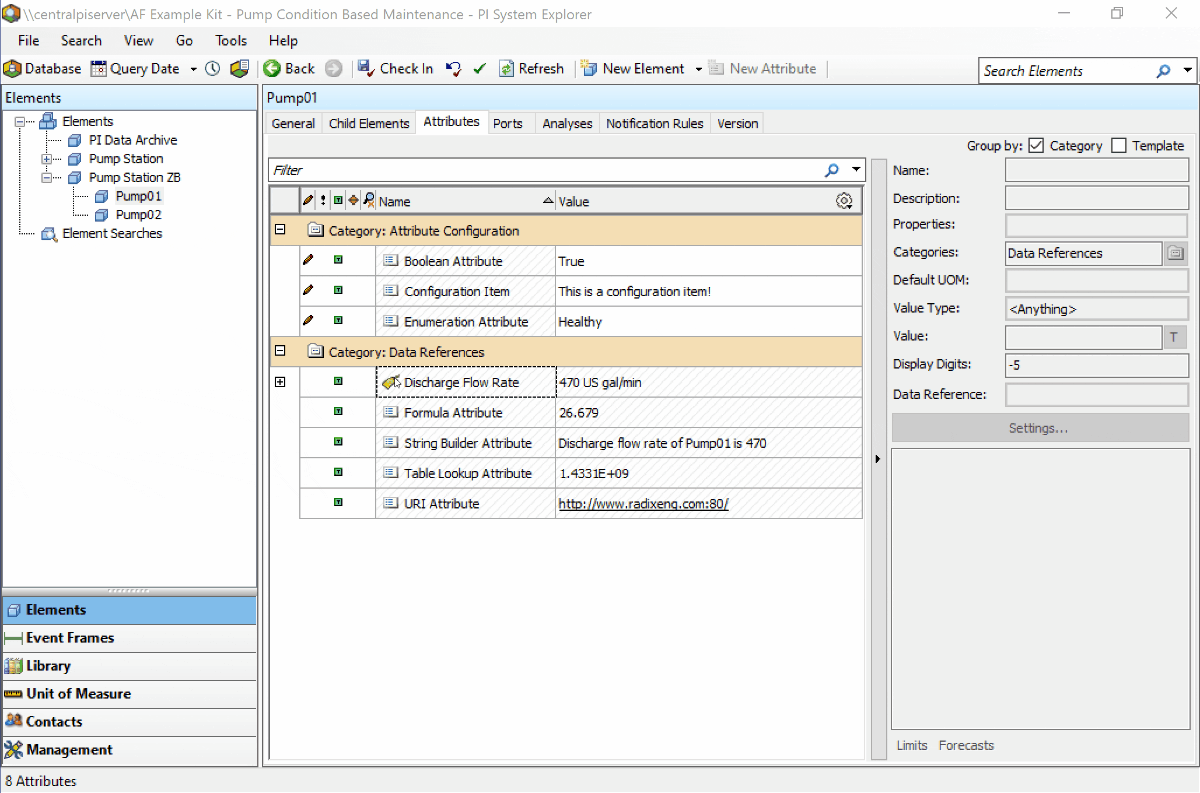 \\centralpiserver\AF Example Kit - Pump Condition Based Maintenance - PI System Explorer
File Search View Go Tools Help
Database Query Date Back Check In Refresh New Element New Attribute
Search Elements
Elements
Elements
PI Data Archive
Pump Station
Pump Station ZB
Pump01
Pump02
Element Searches
Elements
Event Frames
Library
Unit of Measure
Contacts
Management
Pump01
General Child Elements Attributes Ports Analyses Notification Rules Version
Group by: Category Template
Filter
Name Value
Category: Attribute Configuration
Boolean Attribute True
Configuration Item This is a configuration item!
Enumeration Attribute Healthy
Category: Data References
Discharge Flow Rate 470 US gal/min
Formula Attribute 26.679
String Builder Attribute Discharge flow rate of Pump01 is 470
Table Lookup Attribute 1.4331E+09
URI Attribute http://www.radixeng.com:80/
Name:
Description:
Properties:
Categories: Data References
Default UOM:
Value Type: <Anything>
Value: T
Display Digits: -5
Data Reference:
Settings...
Limits Forecasts
8 Attributes